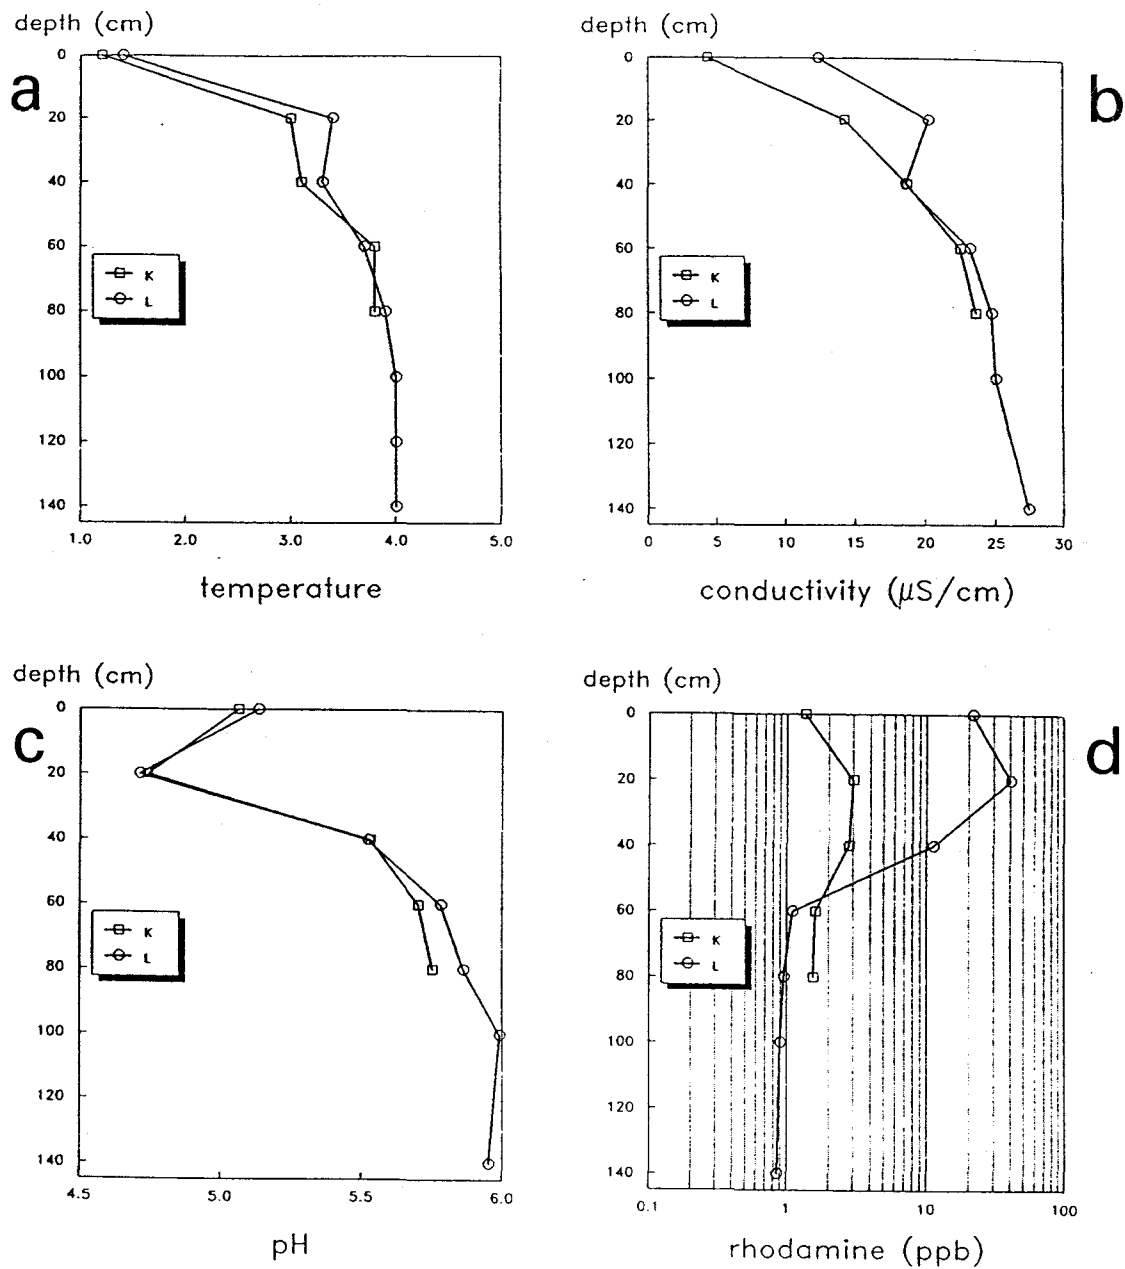 depth (cm)
a
0
20
40
60
80
100
120
140
K
L
1.0 2.0 3.0 4.0 5.0
temperature
depth (cm)
b
0
20
40
60
80
100
120
140
K
L
0 5 10 15 20 25 30
conductivity (µS/cm)
depth (cm)
c
0
20
40
60
80
100
120
140
K
L
4.5 5.0 5.5 6.0
pH
depth (cm)
d
0
20
40
60
80
100
120
140
K
L
0.1 1 10 100
rhodamine (ppb)